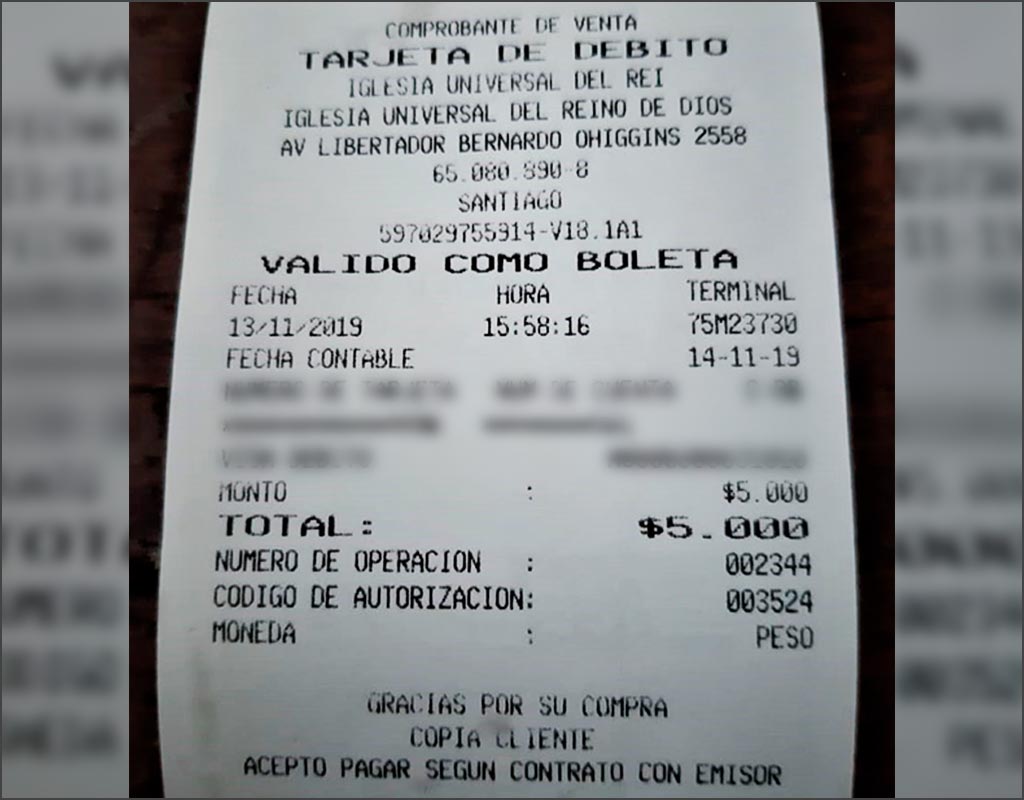 COMPROBANTE DE VENTA
TARJETA DE DEBITO
IGLESIA UNIVERSAL DEL REI
IGLESIA UNIVERSAL DEL REINO DE DIOS
AV LIBERTADOR BERNARDO OHIGGINS 2558
65.080.890-8
SANTIAGO
597029755914-V18.1A1
VALIDO COMO BOLETA
FECHA HORA TERMINAL
13/11/2019 15:58:16 75M23730
FECHA CONTABLE 14-11-19
MONTO : $5.000
TOTAL: $5.000
NUMERO DE OPERACION : 002344
CODIGO DE AUTORIZACION: 003524
MONEDA : PESO
GRACIAS POR SU COMPRA
COPIA CLIENTE
ACEPTO PAGAR SEGUN CONTRATO CON EMISOR